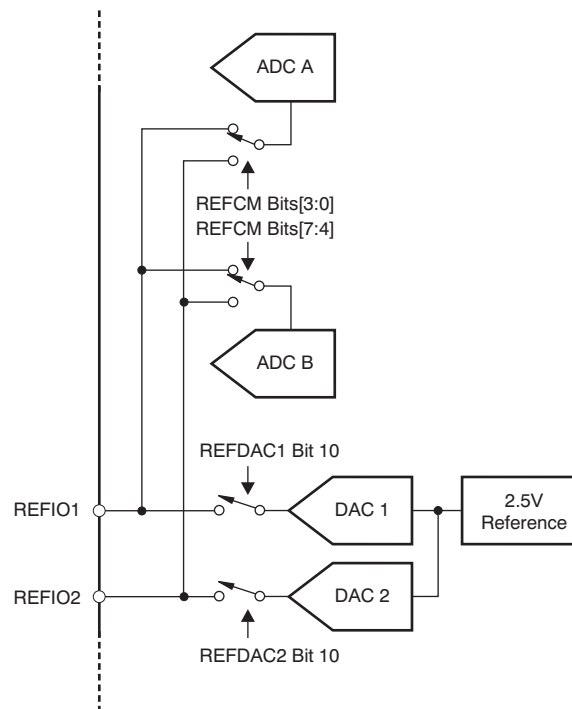 ADC A
REFCM Bits[3:0]
REFCM Bits[7:4]
ADC B
REFDAC1 Bit 10
REFIO1
DAC 1
2.5V
Reference
REFIO2
DAC 2
REFDAC2 Bit 10